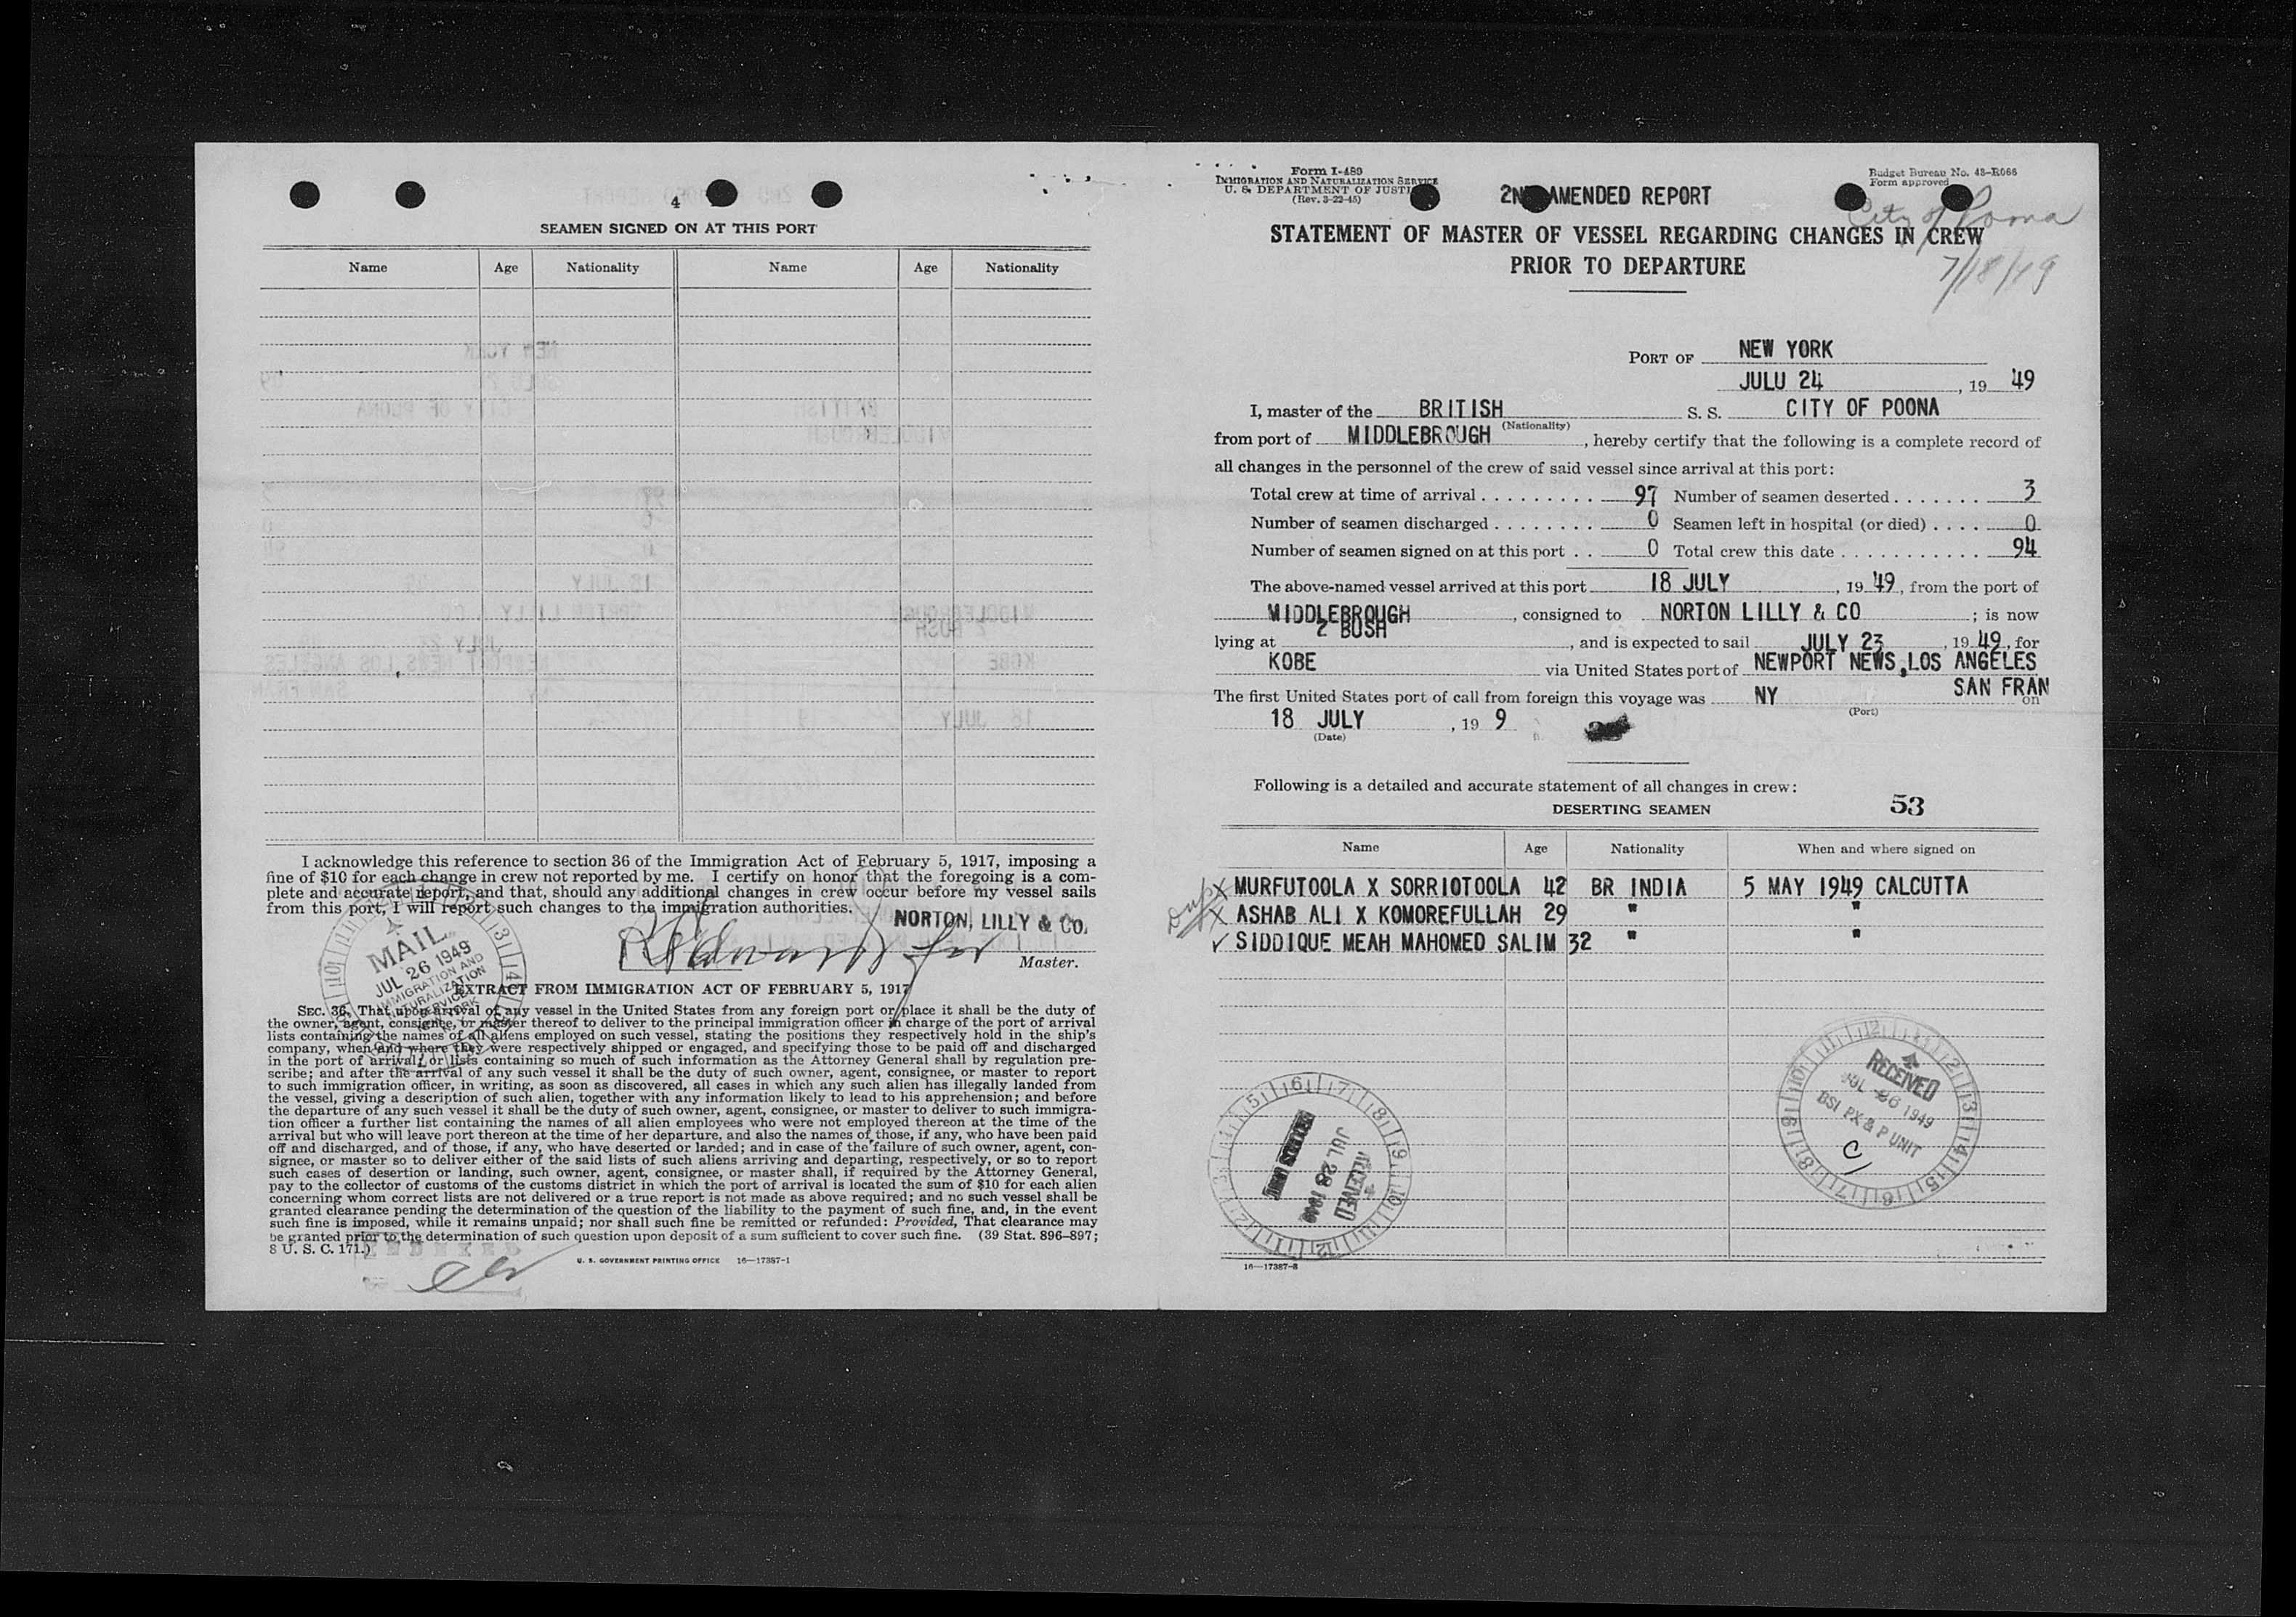 4
SEAMEN SIGNED ON AT THIS PORT
Name Age Nationality Name Age Nationality
I acknowledge this reference to section 36 of the Immigration Act of February 5, 1917, imposing a
fine of $10 for each change in crew not reported by me. I certify on honor that the foregoing is a com-
plete and accurate report, and that, should any additional changes in crew occur before my vessel sails
from this port, I will report such changes to the immigration authorities.
NORTON, LILLY & CO.
Master.
MAIL
JUL 26 1949
IMMIGRATION AND
NATURALIZATION
SERVICE
EXTRACT FROM IMMIGRATION ACT OF FEBRUARY 5, 1917
SEC. 36. That upon arrival of any vessel in the United States from any foreign port or place it shall be the duty of
the owner, agent, consignee, or master thereof to deliver to the principal immigration officer in charge of the port of arrival
lists containing the names of all aliens employed on such vessel, stating the positions they respectively hold in the ship's
company, when and where they were respectively shipped or engaged, and specifying those to be paid off and discharged
in the port of arrival; or lists containing so much of such information as the Attorney General shall by regulation pre-
scribe; and after the arrival of any such vessel it shall be the duty of such owner, agent, consignee, or master to report
to such immigration officer, in writing, as soon as discovered, all cases in which any such alien has illegally landed from
the vessel, giving a description of such alien, together with any information likely to lead to his apprehension; and before
the departure of any such vessel it shall be the duty of such owner, agent, consignee, or master to deliver to such immigra-
tion officer a further list containing the names of all alien employees who were not employed thereon at the time of the
arrival but who will leave port thereon at the time of her departure, and also the names of those, if any, who have been paid
off and discharged, and of those, if any, who have deserted or landed; and in case of the failure of such owner, agent, con-
signee, or master so to deliver either of the said lists of such aliens arriving and departing, respectively, or so to report
such cases of desertion or landing, such owner, agent, consignee, or master shall, if required by the Attorney General,
pay to the collector of customs of the customs district in which the port of arrival is located the sum of $10 for each alien
concerning whom correct lists are not delivered or a true report is not made as above required; and no such vessel shall be
granted clearance pending the determination of the question of the liability to the payment of such fine, and, in the event
such fine is imposed, while it remains unpaid; nor shall such fine be remitted or refunded: Provided, That clearance may
be granted prior to the determination of such question upon deposit of a sum sufficient to cover such fine. (39 Stat. 896-897;
8 U. S. C. 171.)
U. S. GOVERNMENT PRINTING OFFICE 16—17387-1
Form I-489
IMMIGRATION AND NATURALIZATION SERVICE
U. S. DEPARTMENT OF JUSTICE
(Rev. 3-22-45)
Budget Bureau No. 43-R066
Form approved
2ND AMENDED REPORT
City of Poona
7/18/49
STATEMENT OF MASTER OF VESSEL REGARDING CHANGES IN CREW
PRIOR TO DEPARTURE
PORT OF NEW YORK
JULU 24, 19 49
I, master of the BRITISH S. S. CITY OF POONA
(Nationality)
from port of MIDDLEBROUGH, hereby certify that the following is a complete record of
all changes in the personnel of the crew of said vessel since arrival at this port:
Total crew at time of arrival 97 Number of seamen deserted 3
Number of seamen discharged 0 Seamen left in hospital (or died) 0
Number of seamen signed on at this port 0 Total crew this date 94
The above-named vessel arrived at this port 18 JULY, 19 49, from the port of
MIDDLEBROUGH, consigned to NORTON LILLY & CO; is now
lying at 2 BUSH, and is expected to sail JULY 23, 19 49, for
KOBE via United States port of NEWPORT NEWS,LOS ANGELES
SAN FRAN
The first United States port of call from foreign this voyage was NY on
(Port)
18 JULY, 19 9
(Date)
Following is a detailed and accurate statement of all changes in crew:
DESERTING SEAMEN 53
Name Age Nationality When and where signed on
X MURFUTOOLA X SORRIOTOOLA 42 BR INDIA 5 MAY 1949 CALCUTTA
X ASHAB ALI X KOMOREFULLAH 29 " "
✓ SIDDIQUE MEAH MAHOMED SALIM 32 " "
RECEIVED
JUL 26 1949
BSI PX & P UNIT
RECEIVED
JUL 28 1949
16—17387-3